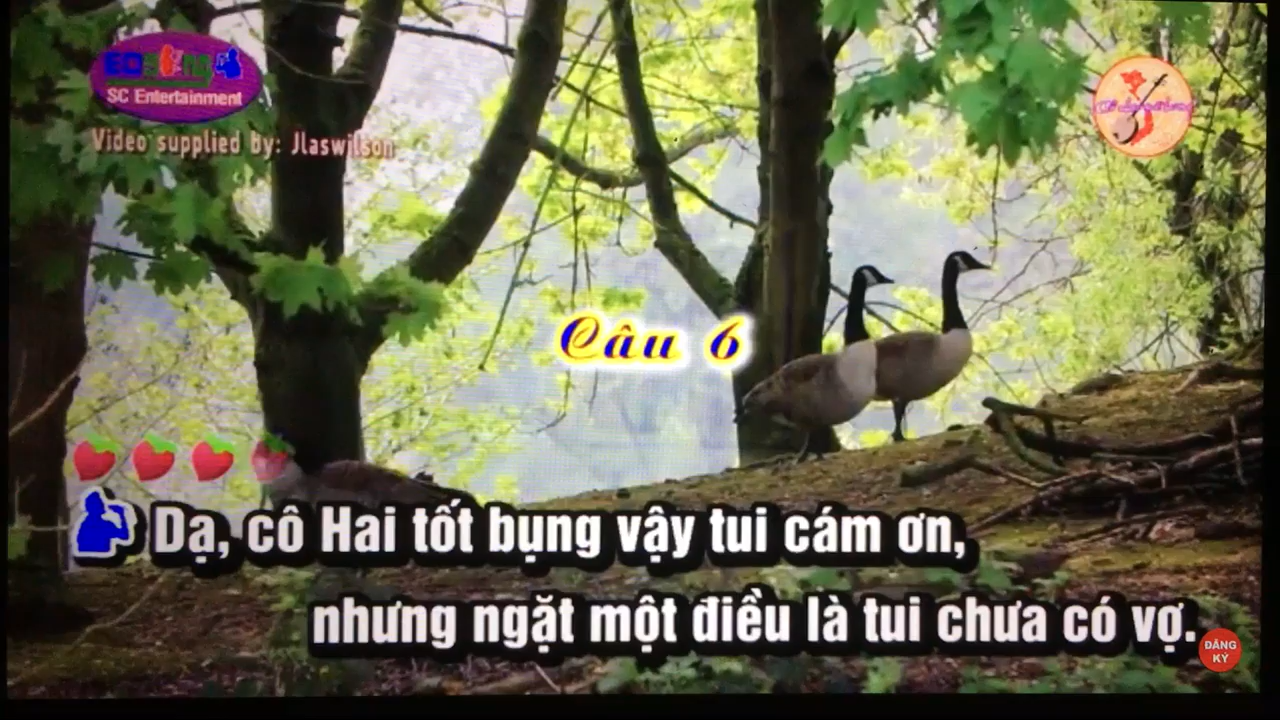 SC Entertainment
Video supplied by: Jlaswilson
Câu 6
Dạ, cô Hai tốt bụng vậy tui cám ơn,
nhưng ngặt một điều là tui chưa có vợ.
ĐĂNG
KÝ